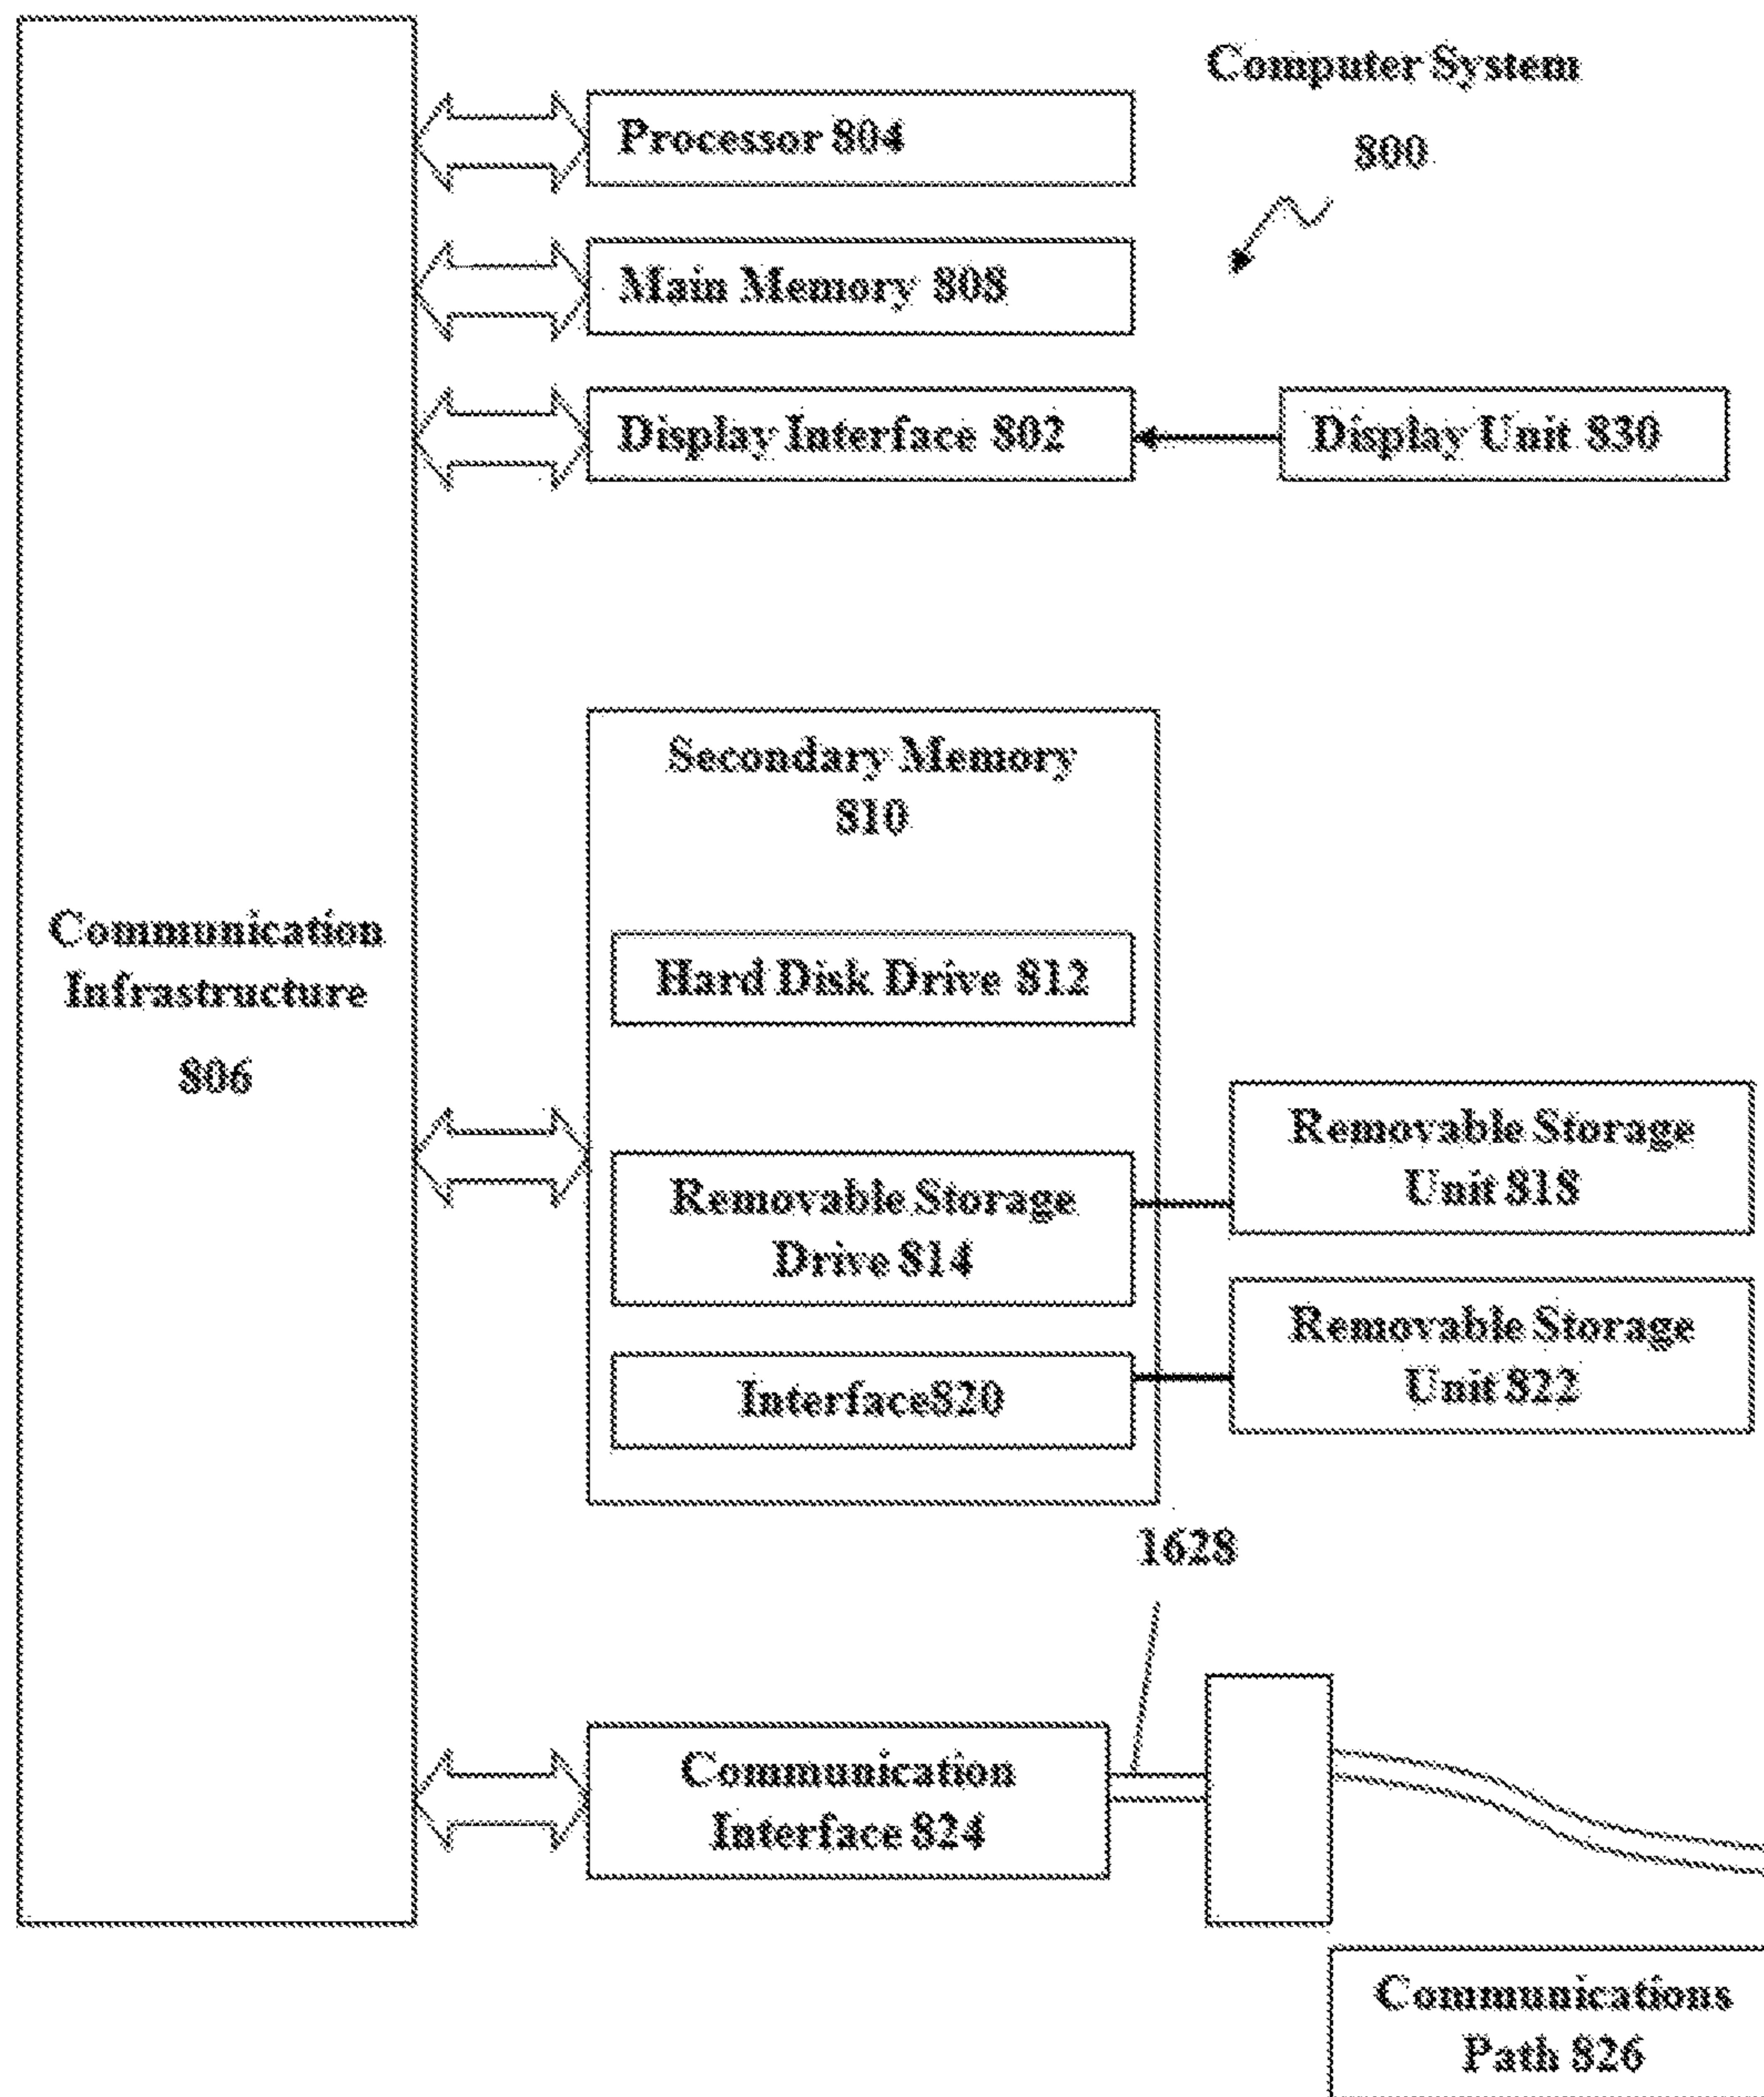 Computer System
800
Processor 804
Main Memory 808
Display Interface 802
Display Unit 830
Secondary Memory
810
Communication
Infrastructure
806
Hard Disk Drive 812
Removable Storage
Drive 814
Removable Storage
Unit 818
Interface820
Removable Storage
Unit 822
1628
Communication
Interface 824
Communications
Path 826